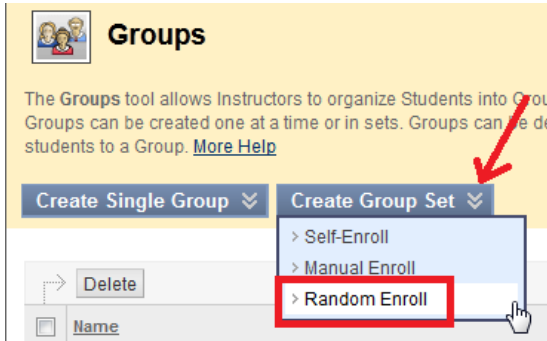 Groups
The Groups tool allows Instructors to organize Students into
Groups can be created one at a time or in sets. Groups can be
students to a Group. More Help
Create Single Group
Create Group Set
> Self-Enroll
> Manual Enroll
> Random Enroll
Delete
Name